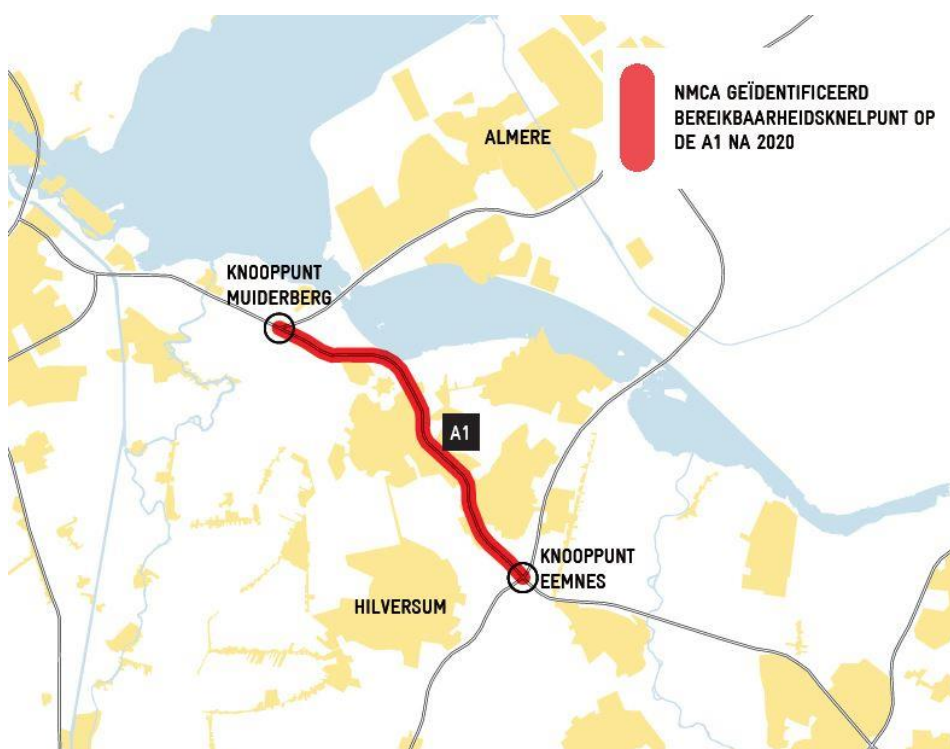 NMCA GEÏDENTIFICEERD
BEREIKBAARHEIDSKNELPUNT OP
DE A1 NA 2020
ALMERE
KNOOPPUNT
MUIDERBERG
A1
KNOOPPUNT
EEMNES
HILVERSUM